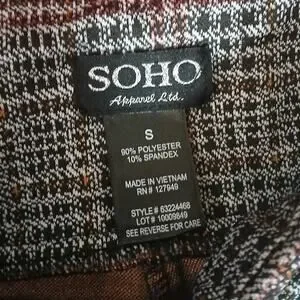 SOHO
Apparel Ltd.
S
90% POLYESTER
10% SPANDEX
MADE IN VIETNAM
RN# 127949
STYLE# 63224468
LOT# 10009849
SEE REVERSE FOR CARE